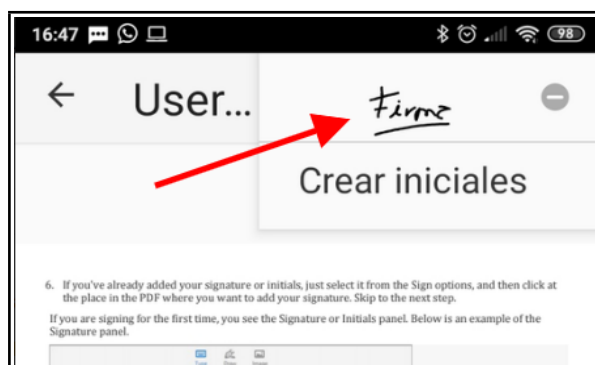 16:47 98
User...
Firma
Crear iniciales
6. If you've already added your signature or initials, just select it from the Sign options, and then click at
the place in the PDF where you want to add your signature. Skip to the next step.
If you are signing for the first time, you see the Signature or Initials panel. Below is an example of the
Signature panel.
Type Draw Image